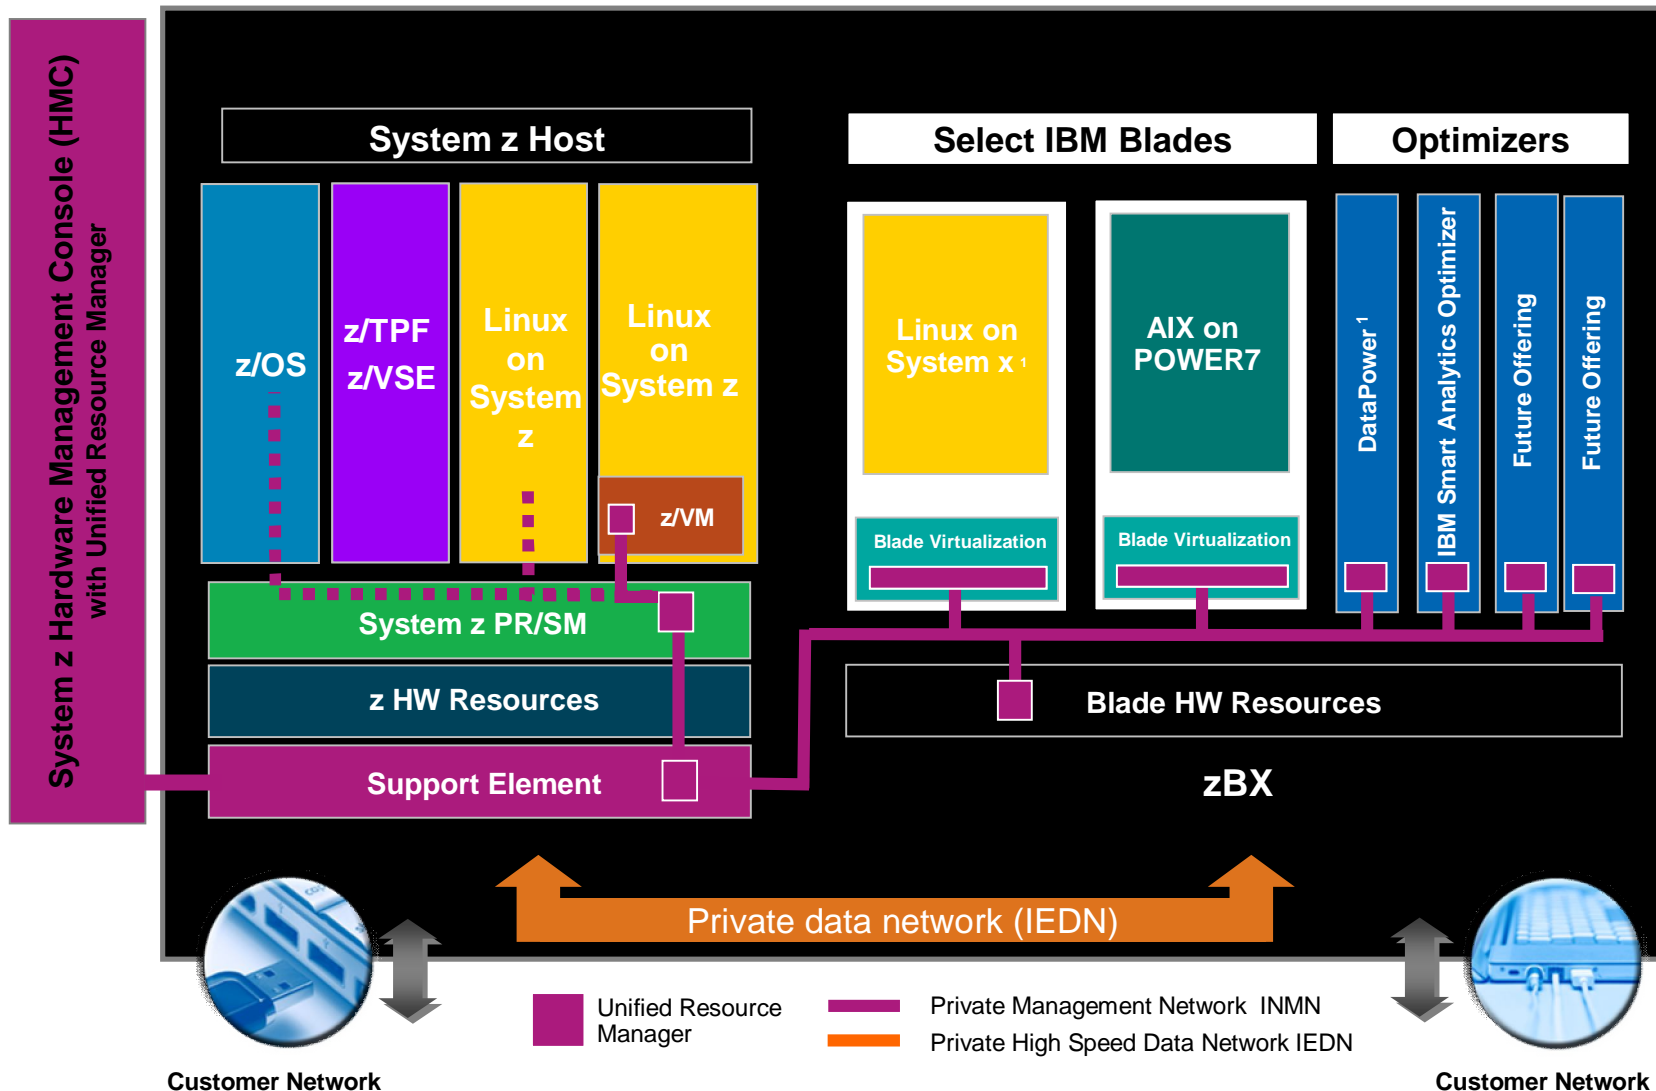 System z Hardware Management Console (HMC)
with Unified Resource Manager
System z Host
Select IBM Blades
Optimizers
z/OS
z/TPF
z/VSE
Linux
on
System
z
Linux
on
System z
z/VM
Linux on
System x 1
AIX on
POWER7
Blade Virtualization
Blade Virtualization
DataPower 1
IBM Smart Analytics Optimizer
Future Offering
Future Offering
System z PR/SM
z HW Resources
Support Element
Blade HW Resources
zBX
Private data network (IEDN)
Unified Resource
Manager
Private Management Network  INMN
Private High Speed Data Network IEDN
Customer Network
Customer Network